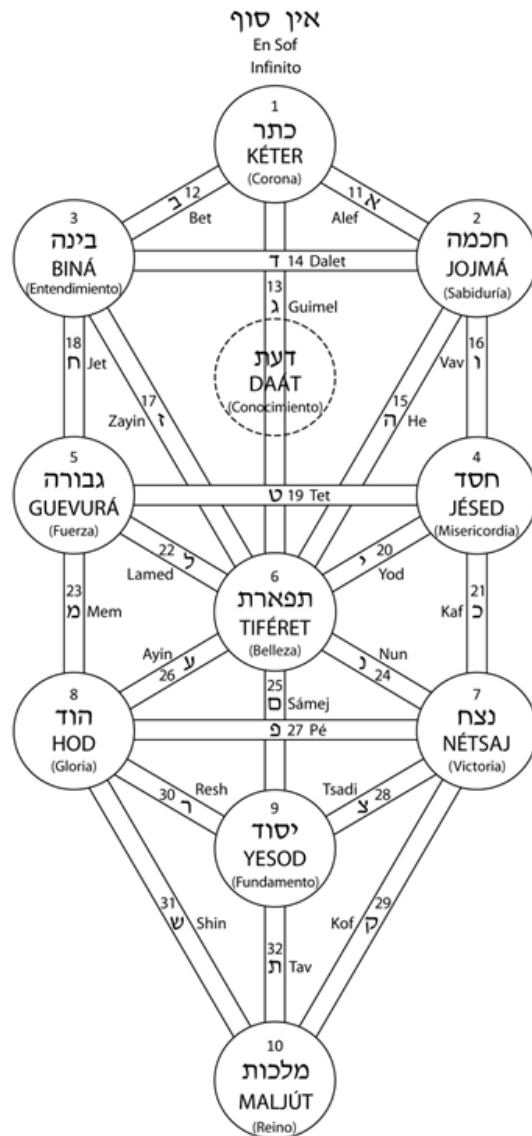 אין סוף
En Sof
Infinito
1
כתר
KÉTER
(Corona)
12
ב
Bet
11
א
Alef
3
בינה
BINÁ
(Entendimiento)
2
חכמה
JOJMÁ
(Sabiduría)
ד 14 Dalet
13
ג
Guimel
דעת
DAÁT
(Conocimiento)
18
ח
Jet
17
ז
Zayin
15
ה
He
16
ו
Vav
5
גבורה
GUEVURÁ
(Fuerza)
4
חסד
JÉSED
(Misericordia)
ט 19 Tet
22
ל
Lamed
20
י
Yod
6
תפארת
TIFÉRET
(Belleza)
23
מ
Mem
21
כ
Kaf
Ayin
ע
26
Nun
נ
24
25
ם
Sámej
8
הוד
HOD
(Gloria)
7
נצח
NÉTSAJ
(Victoria)
פ 27 Pé
Resh
30
ר
Tsadi
צ
28
9
יסוד
YESOD
(Fundamento)
31
ש
Shin
29
ק
Kof
32
ת
Tav
10
מלכות
MALJÚT
(Reino)